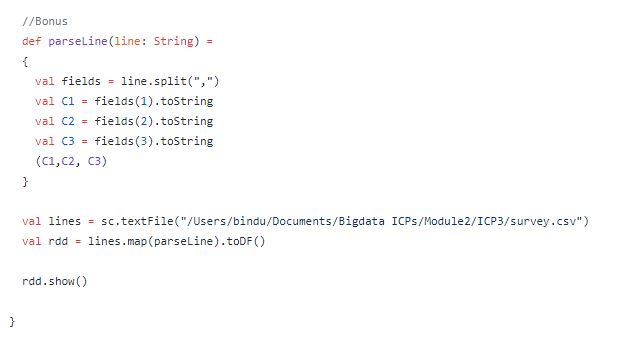 //Bonus
def parseLine(line: String) =
{
val fields = line.split(",")
val C1 = fields(1).toString
val C2 = fields(2).toString
val C3 = fields(3).toString
(C1,C2, C3)
}
val lines = sc.textFile("/Users/bindu/Documents/Bigdata ICPs/Module2/ICP3/survey.csv")
val rdd = lines.map(parseLine).toDF()
rdd.show()
}